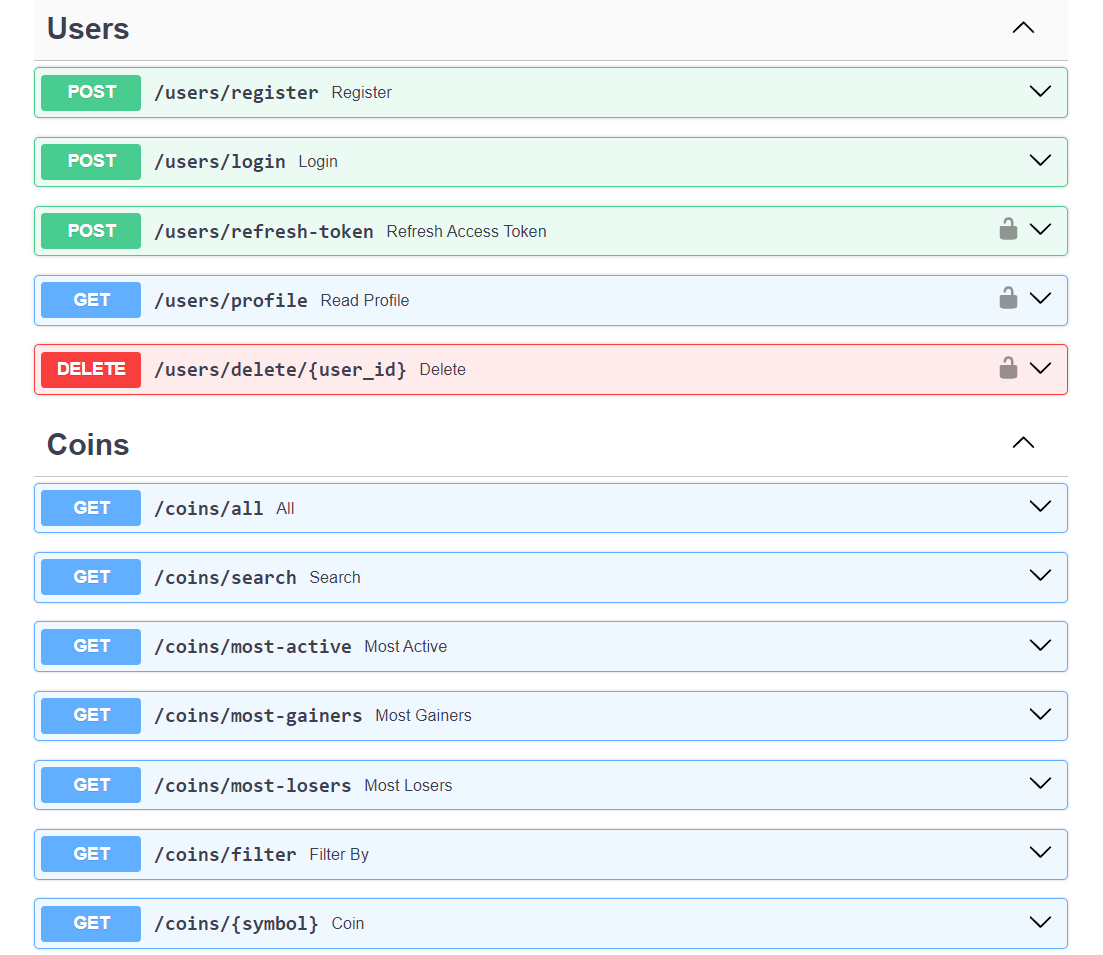 Users
POST /users/register Register
POST /users/login Login
POST /users/refresh-token Refresh Access Token
GET /users/profile Read Profile
DELETE /users/delete/{user_id} Delete
Coins
GET /coins/all All
GET /coins/search Search
GET /coins/most-active Most Active
GET /coins/most-gainers Most Gainers
GET /coins/most-losers Most Losers
GET /coins/filter Filter By
GET /coins/{symbol} Coin